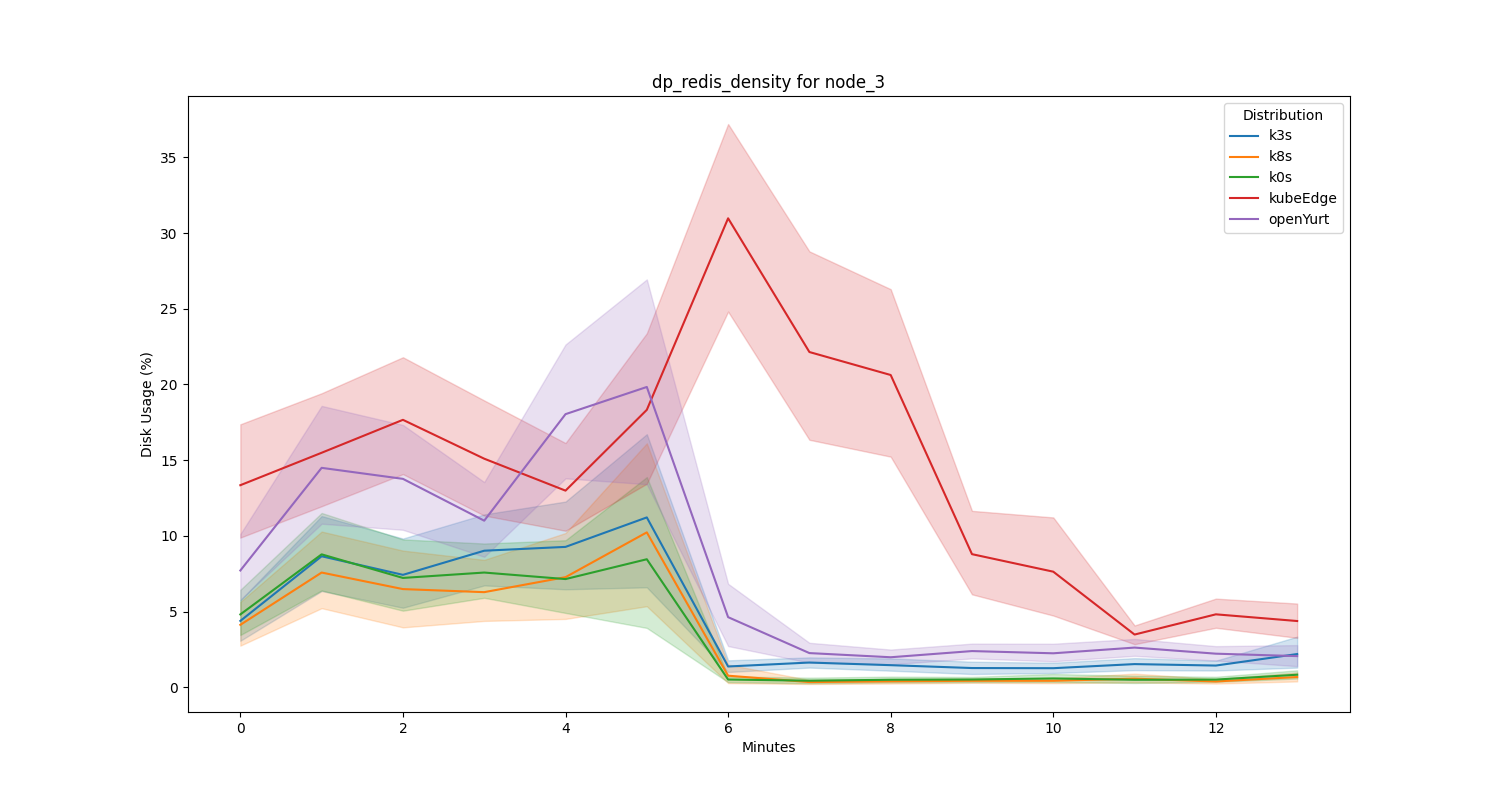 dp_redis_density for node_3
Distribution
k3s
k8s
k0s
kubeEdge
openYurt
Disk Usage (%)
35
30
25
20
15
10
5
0
0 2 4 6 8 10 12
Minutes